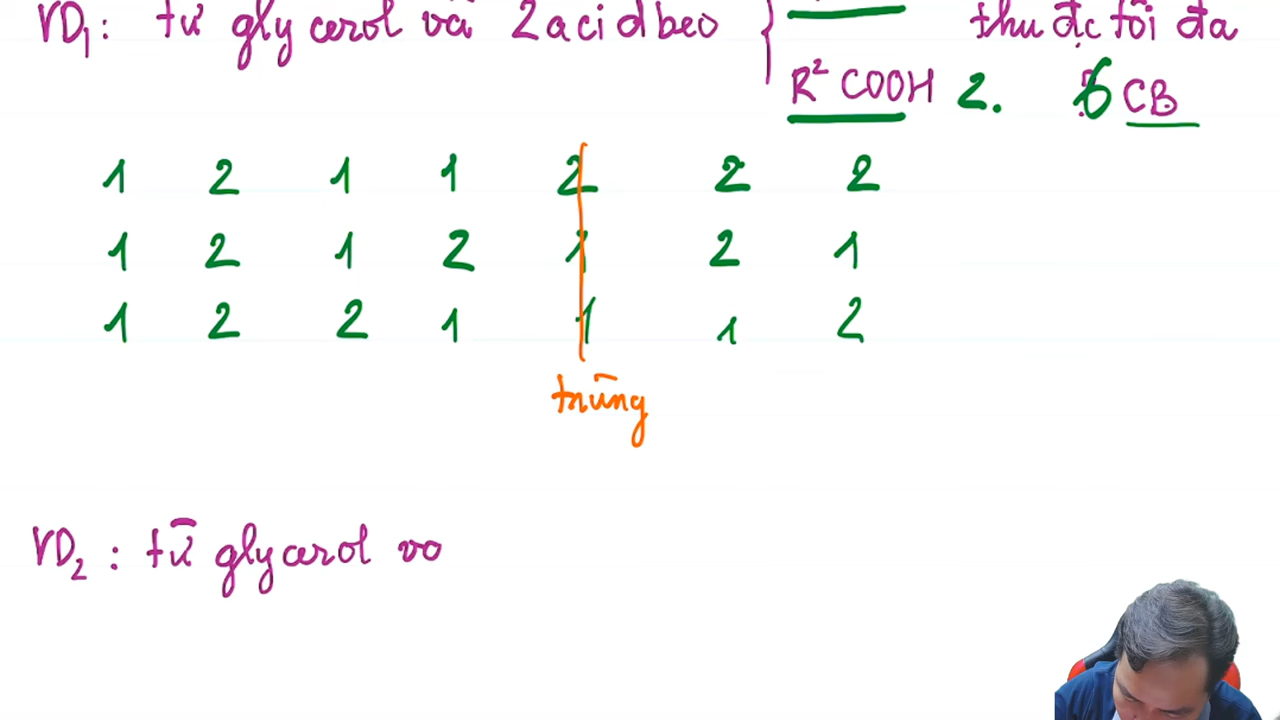 VD₁: từ glycerol và 2 acid béo { thu đc tối đa
R² COOH 2. 6 CB
1 2 1 1 2 2 2
1 2 1 2 1 2 1
1 2 2 1 1 1 2
trùng
VD₂ : từ glycerol vo